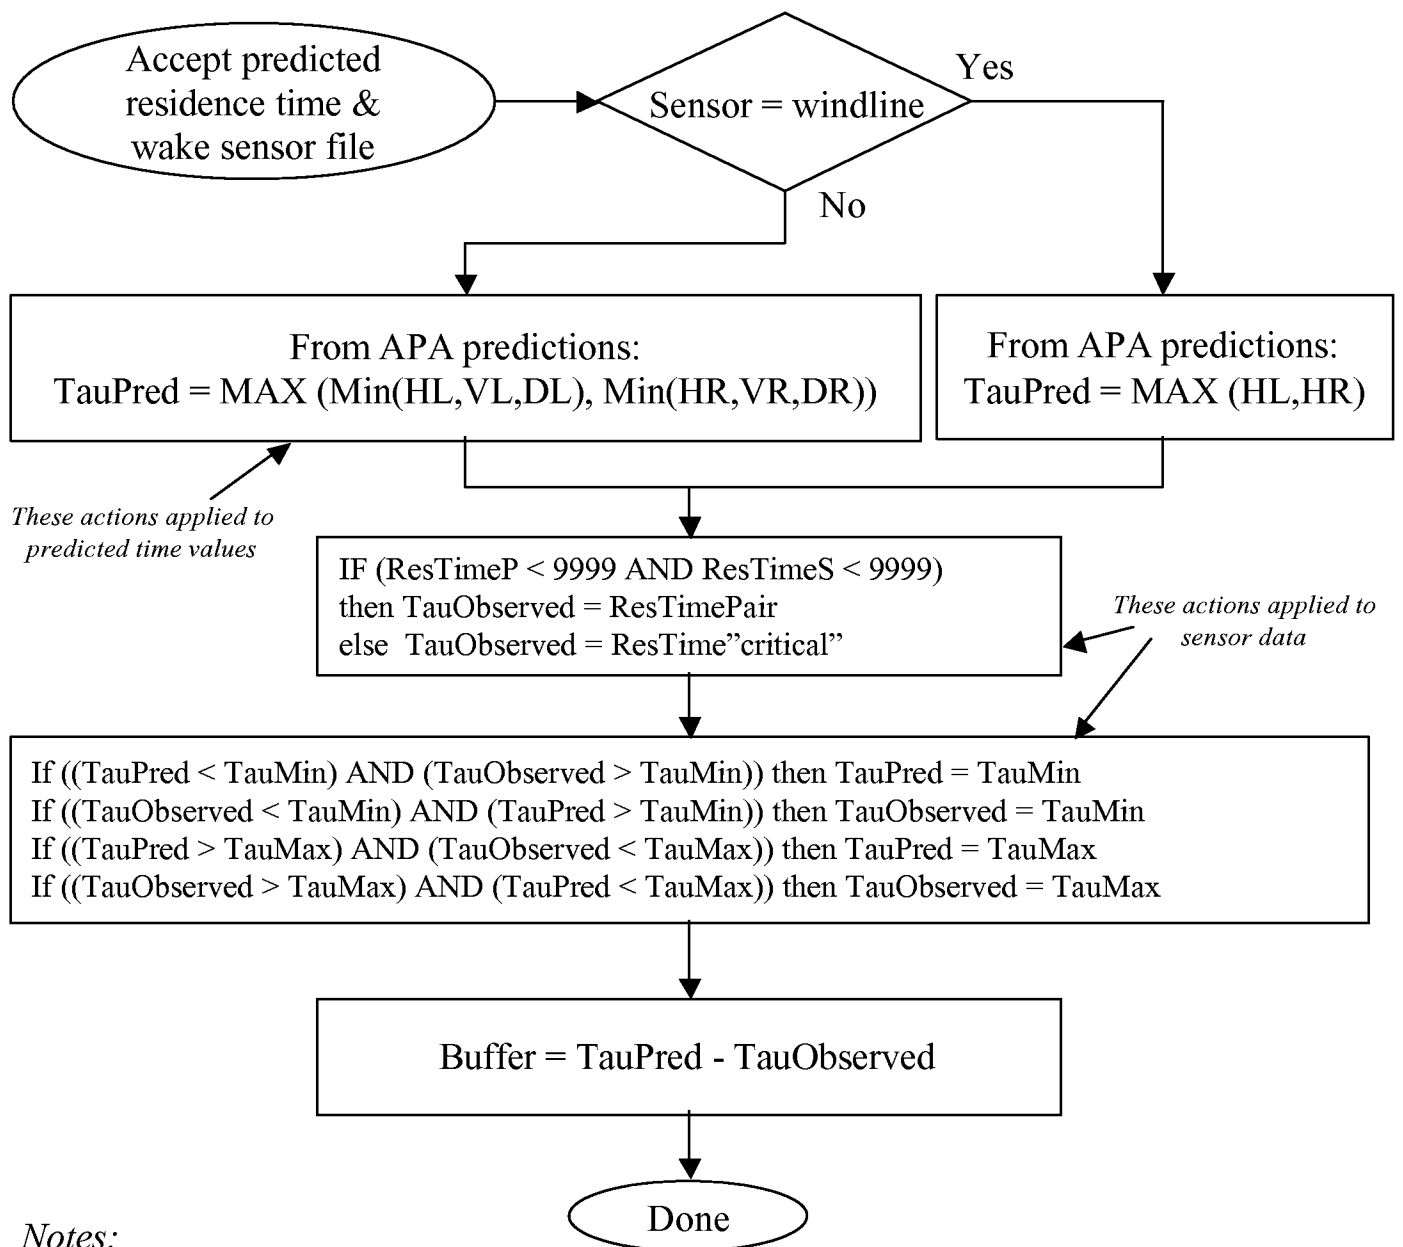 Accept predicted
residence time &
wake sensor file
Sensor = windline
Yes
No
From APA predictions:
TauPred = MAX (Min(HL,VL,DL), Min(HR,VR,DR))
From APA predictions:
TauPred = MAX (HL,HR)
These actions applied to
predicted time values
IF (ResTimeP < 9999 AND ResTimeS < 9999)
then TauObserved = ResTimePair
else  TauObserved = ResTime”critical”
These actions applied to
sensor data
If ((TauPred < TauMin) AND (TauObserved > TauMin)) then TauPred = TauMin
If ((TauObserved < TauMin) AND (TauPred > TauMin)) then TauObserved = TauMin
If ((TauPred > TauMax) AND (TauObserved < TauMax)) then TauPred = TauMax
If ((TauObserved > TauMax) AND (TauPred < TauMax)) then TauObserved = TauMax
Buffer = TauPred - TauObserved
Done
Notes: